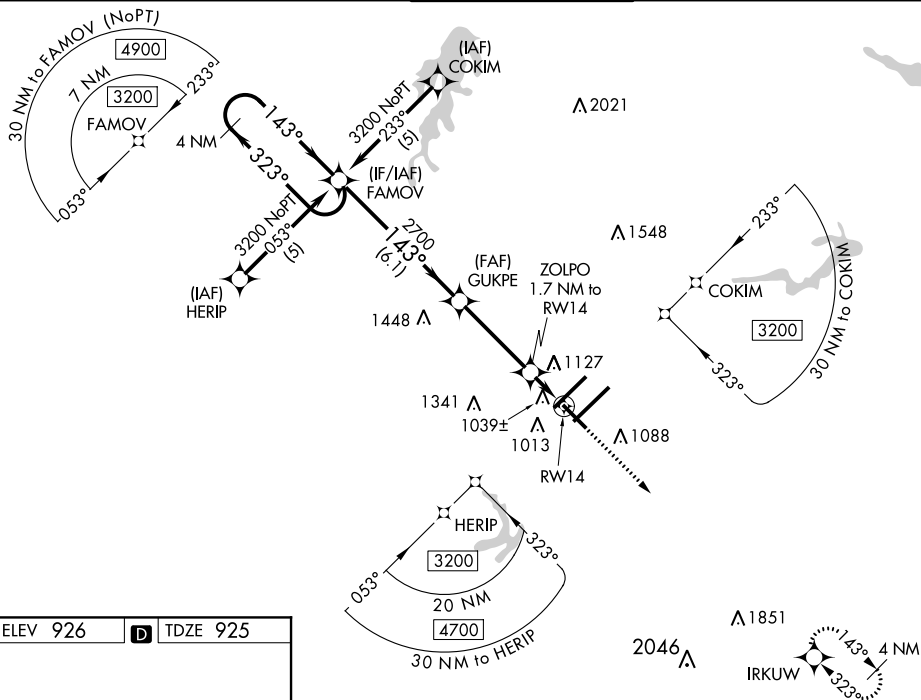 30 NM to FAMOV (NoPT)
4900
7 NM
3200
FAMOV
233°
053°
(IAF)
COKIM
3200 NoPT
233°
(5)
4 NM
143°
323°
(IF/IAF)
FAMOV
3200 NoPT
053°
(5)
(IAF)
HERIP
2021
1548
2700
143°
(6.1)
(FAF)
GUKPE
ZOLPO
1.7 NM to
RW14
1448
1127
1341
1039±
1013
1088
RW14
233°
COKIM
3200
30 NM to COKIM
323°
HERIP
3200
053°
323°
20 NM
4700
30 NM to HERIP
ELEV 926
D
TDZE 925
1851
2046
IRKUW
143°
323°
4 NM